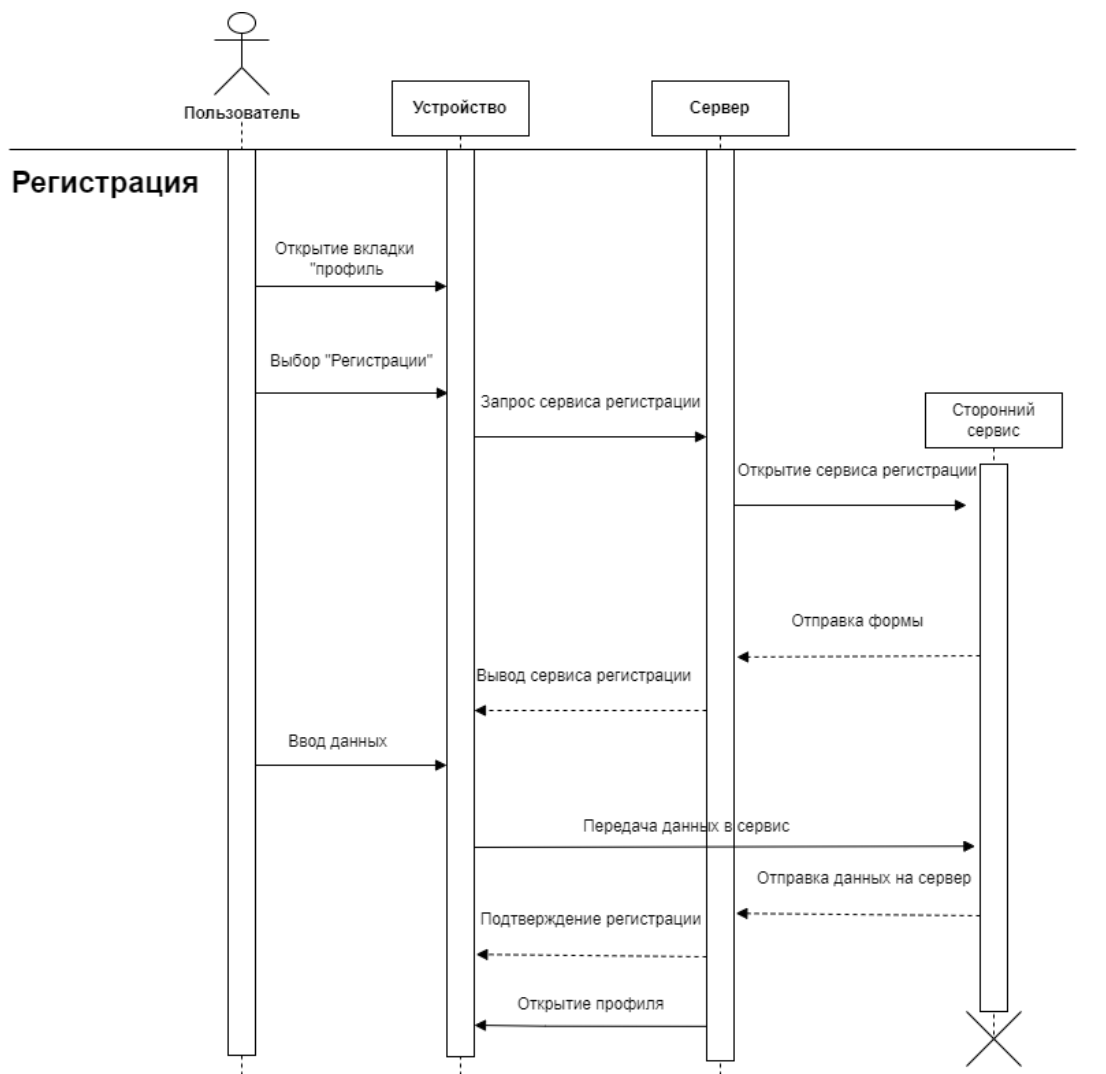 Пользователь
Устройство
Сервер
Регистрация
Открытие вкладки
"профиль
Выбор "Регистрации"
Запрос сервиса регистрации
Сторонний
сервис
Открытие сервиса регистрации
Отправка формы
Вывод сервиса регистрации
Ввод данных
Передача данных в сервис
Отправка данных на сервер
Подтверждение регистрации
Открытие профиля